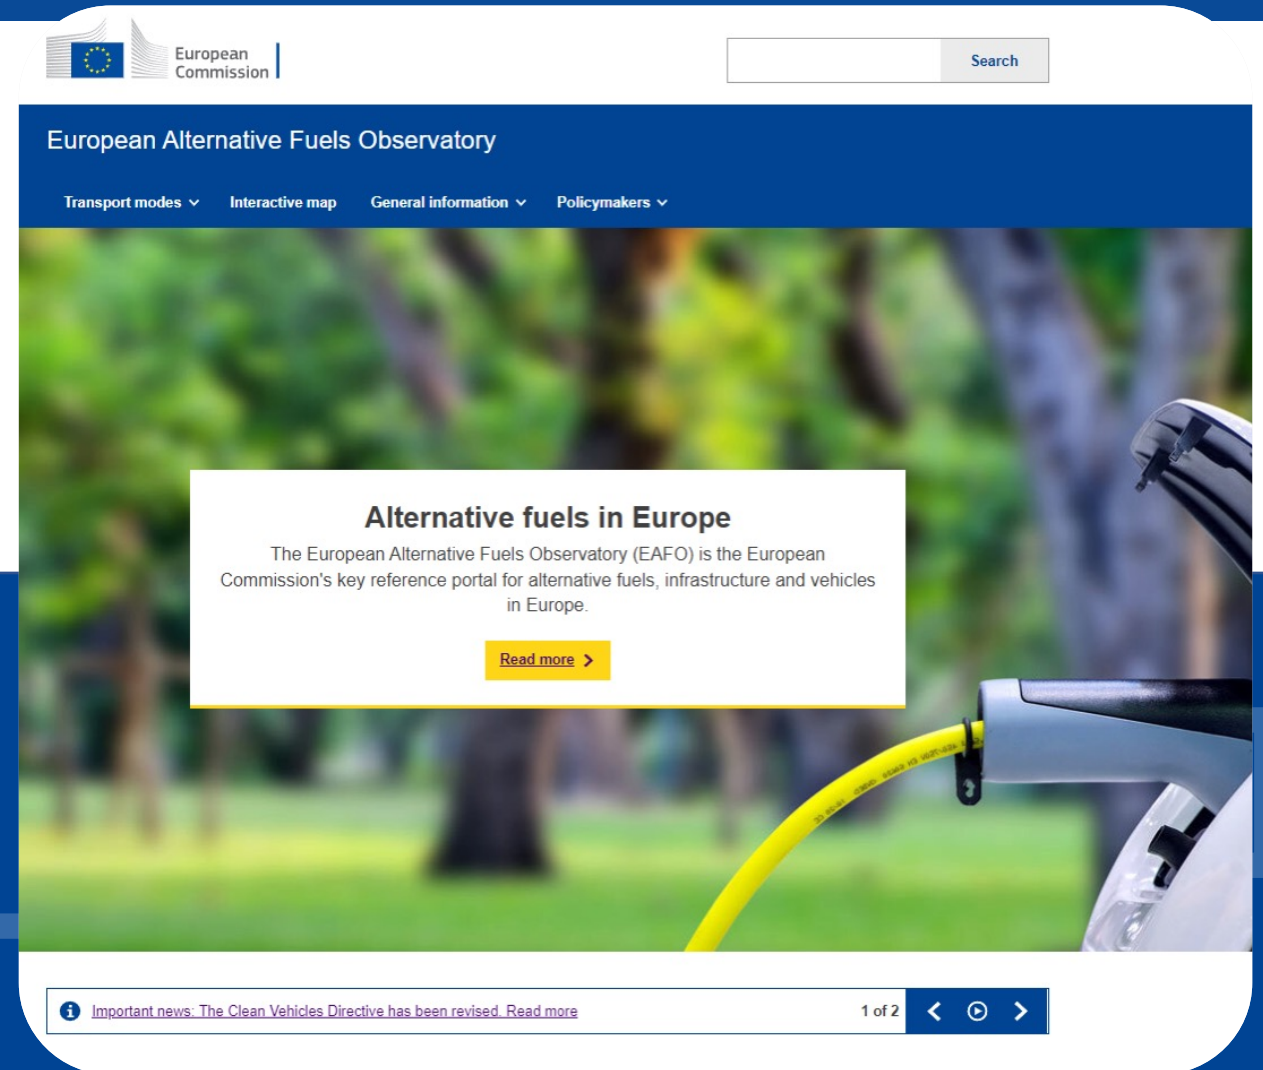 European
Commission
Search
European Alternative Fuels Observatory
Transport modes
Interactive map
General information
Policymakers
Alternative fuels in Europe
The European Alternative Fuels Observatory (EAFO) is the European
Commission's key reference portal for alternative fuels, infrastructure and vehicles
in Europe.
Read more
Important news: The Clean Vehicles Directive has been revised. Read more
1 of 2